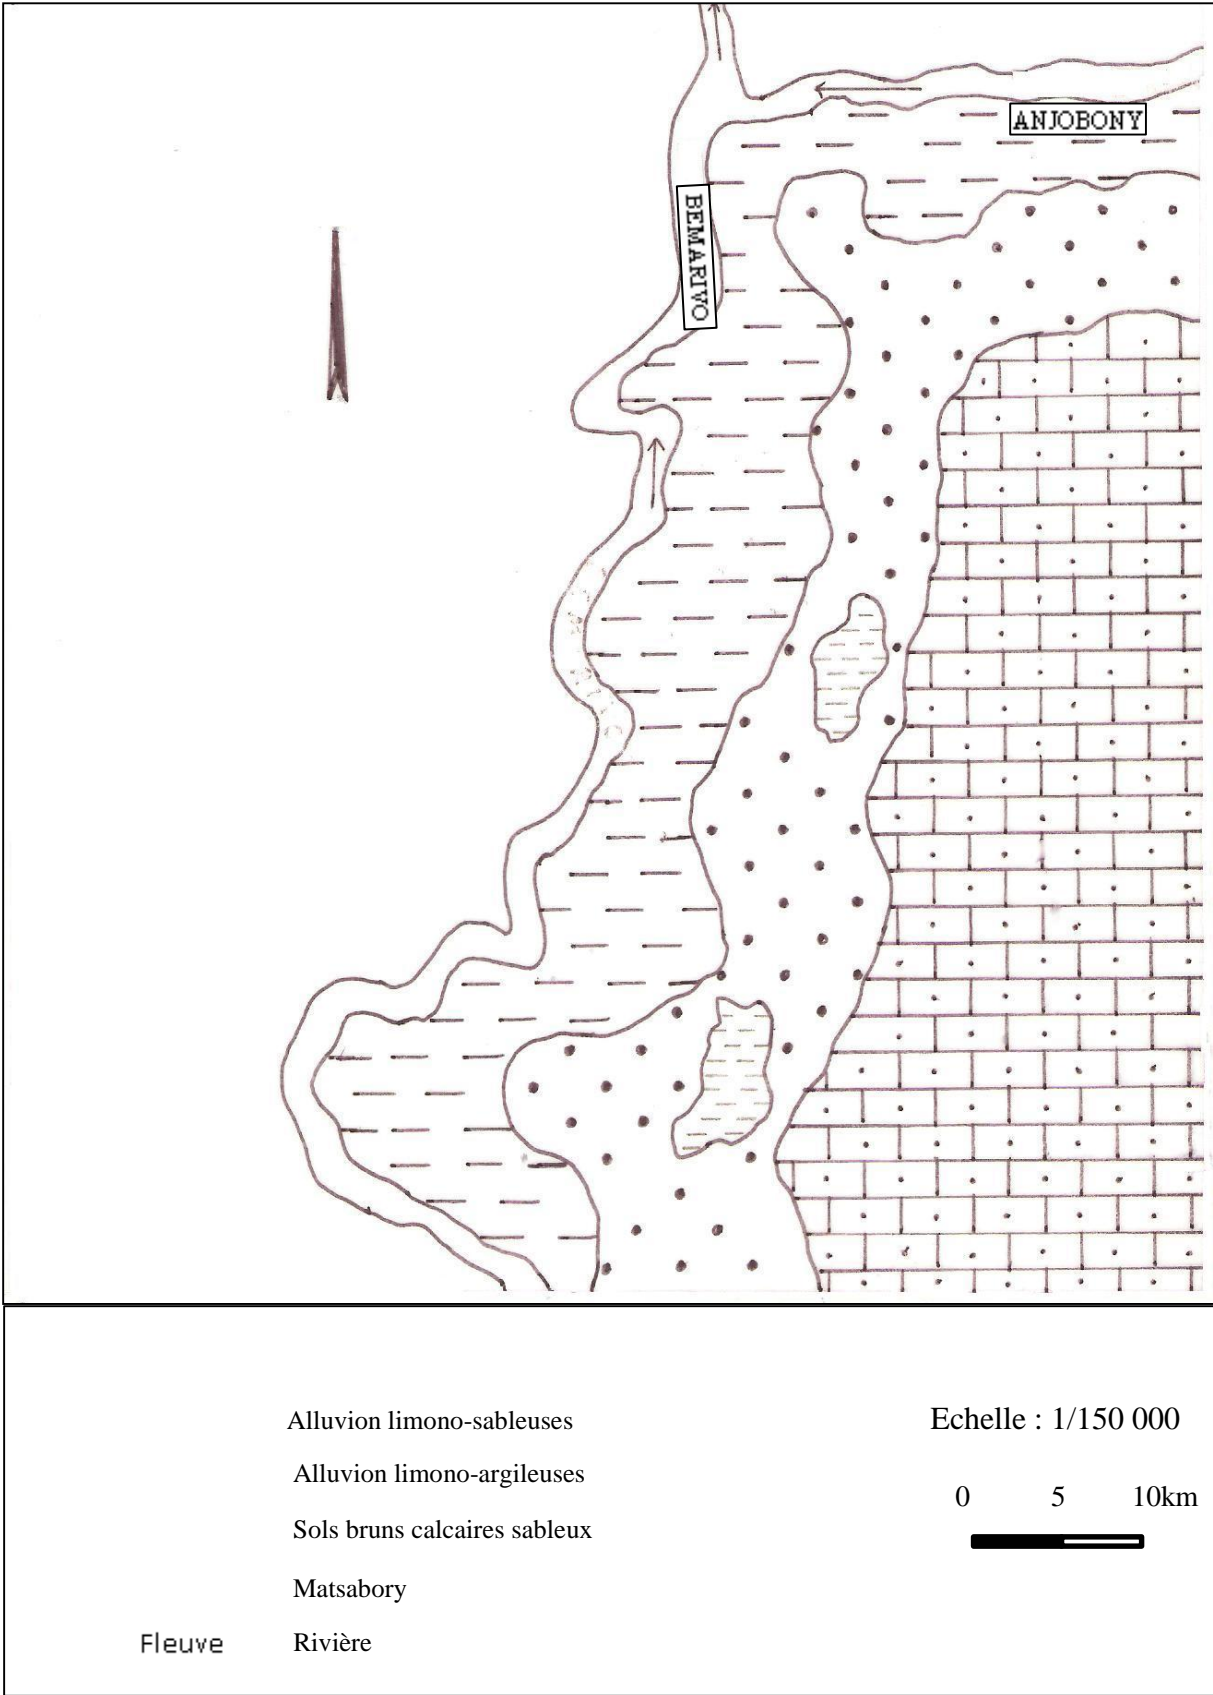 ANJOBONY
BEMARIVO
Alluvion limono-sableuses
Echelle : 1/150 000
Alluvion limono-argileuses
0 5 10km
Sols bruns calcaires sableux
Matsabory
Fleuve Rivière